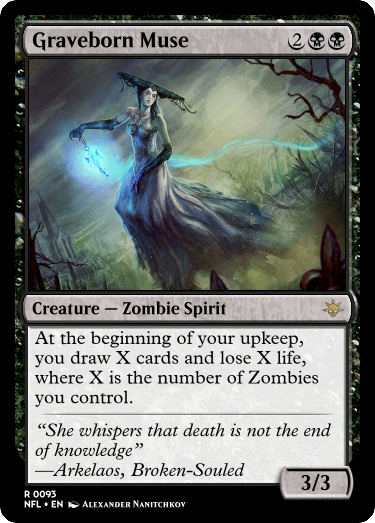 Graveborn Muse 2
Creature — Zombie Spirit
At the beginning of your upkeep,
you draw X cards and lose X life,
where X is the number of Zombies
you control.
“She whispers that death is not the end
of knowledge”
—Arkelaos, Broken-Souled
3/3
R 0093
NFL • EN Alexander Nanitchkov